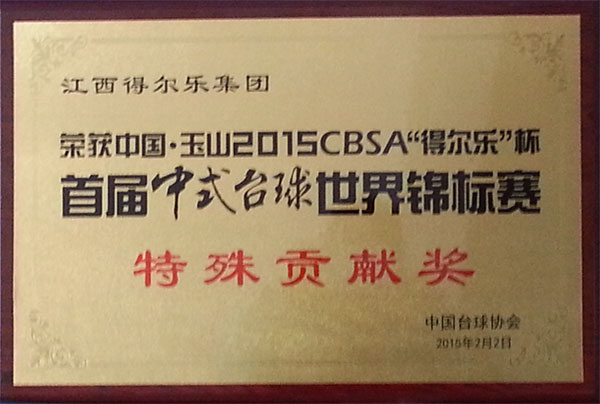 江西得尔乐集团
荣获中国·玉山2015CBSA“得尔乐”杯
首届中式台球世界锦标赛
特殊贡献奖
中国台球协会
2015年2月2日